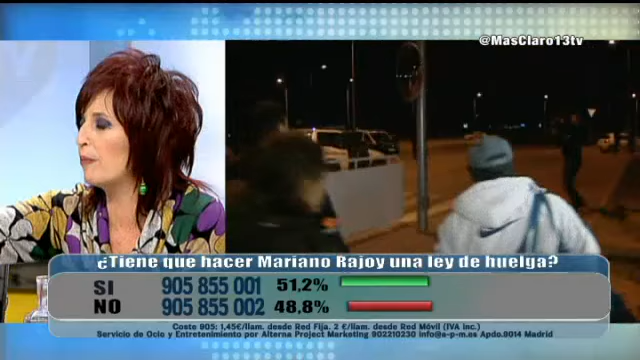 @MasClaro13tv
¿Tiene que hacer Mariano Rajoy una ley de huelga?
SI 905 855 001 51,2%
NO 905 855 002 48,8%
Coste 905: 1,45€/llam. desde Red Fija. 2 €/llam. desde Red Móvil (IVA inc.)
Servicio de Ocio y Entretenimiento por Alterna Project Marketing 902210230 info@a-p-m.es Apdo.9014 Madrid